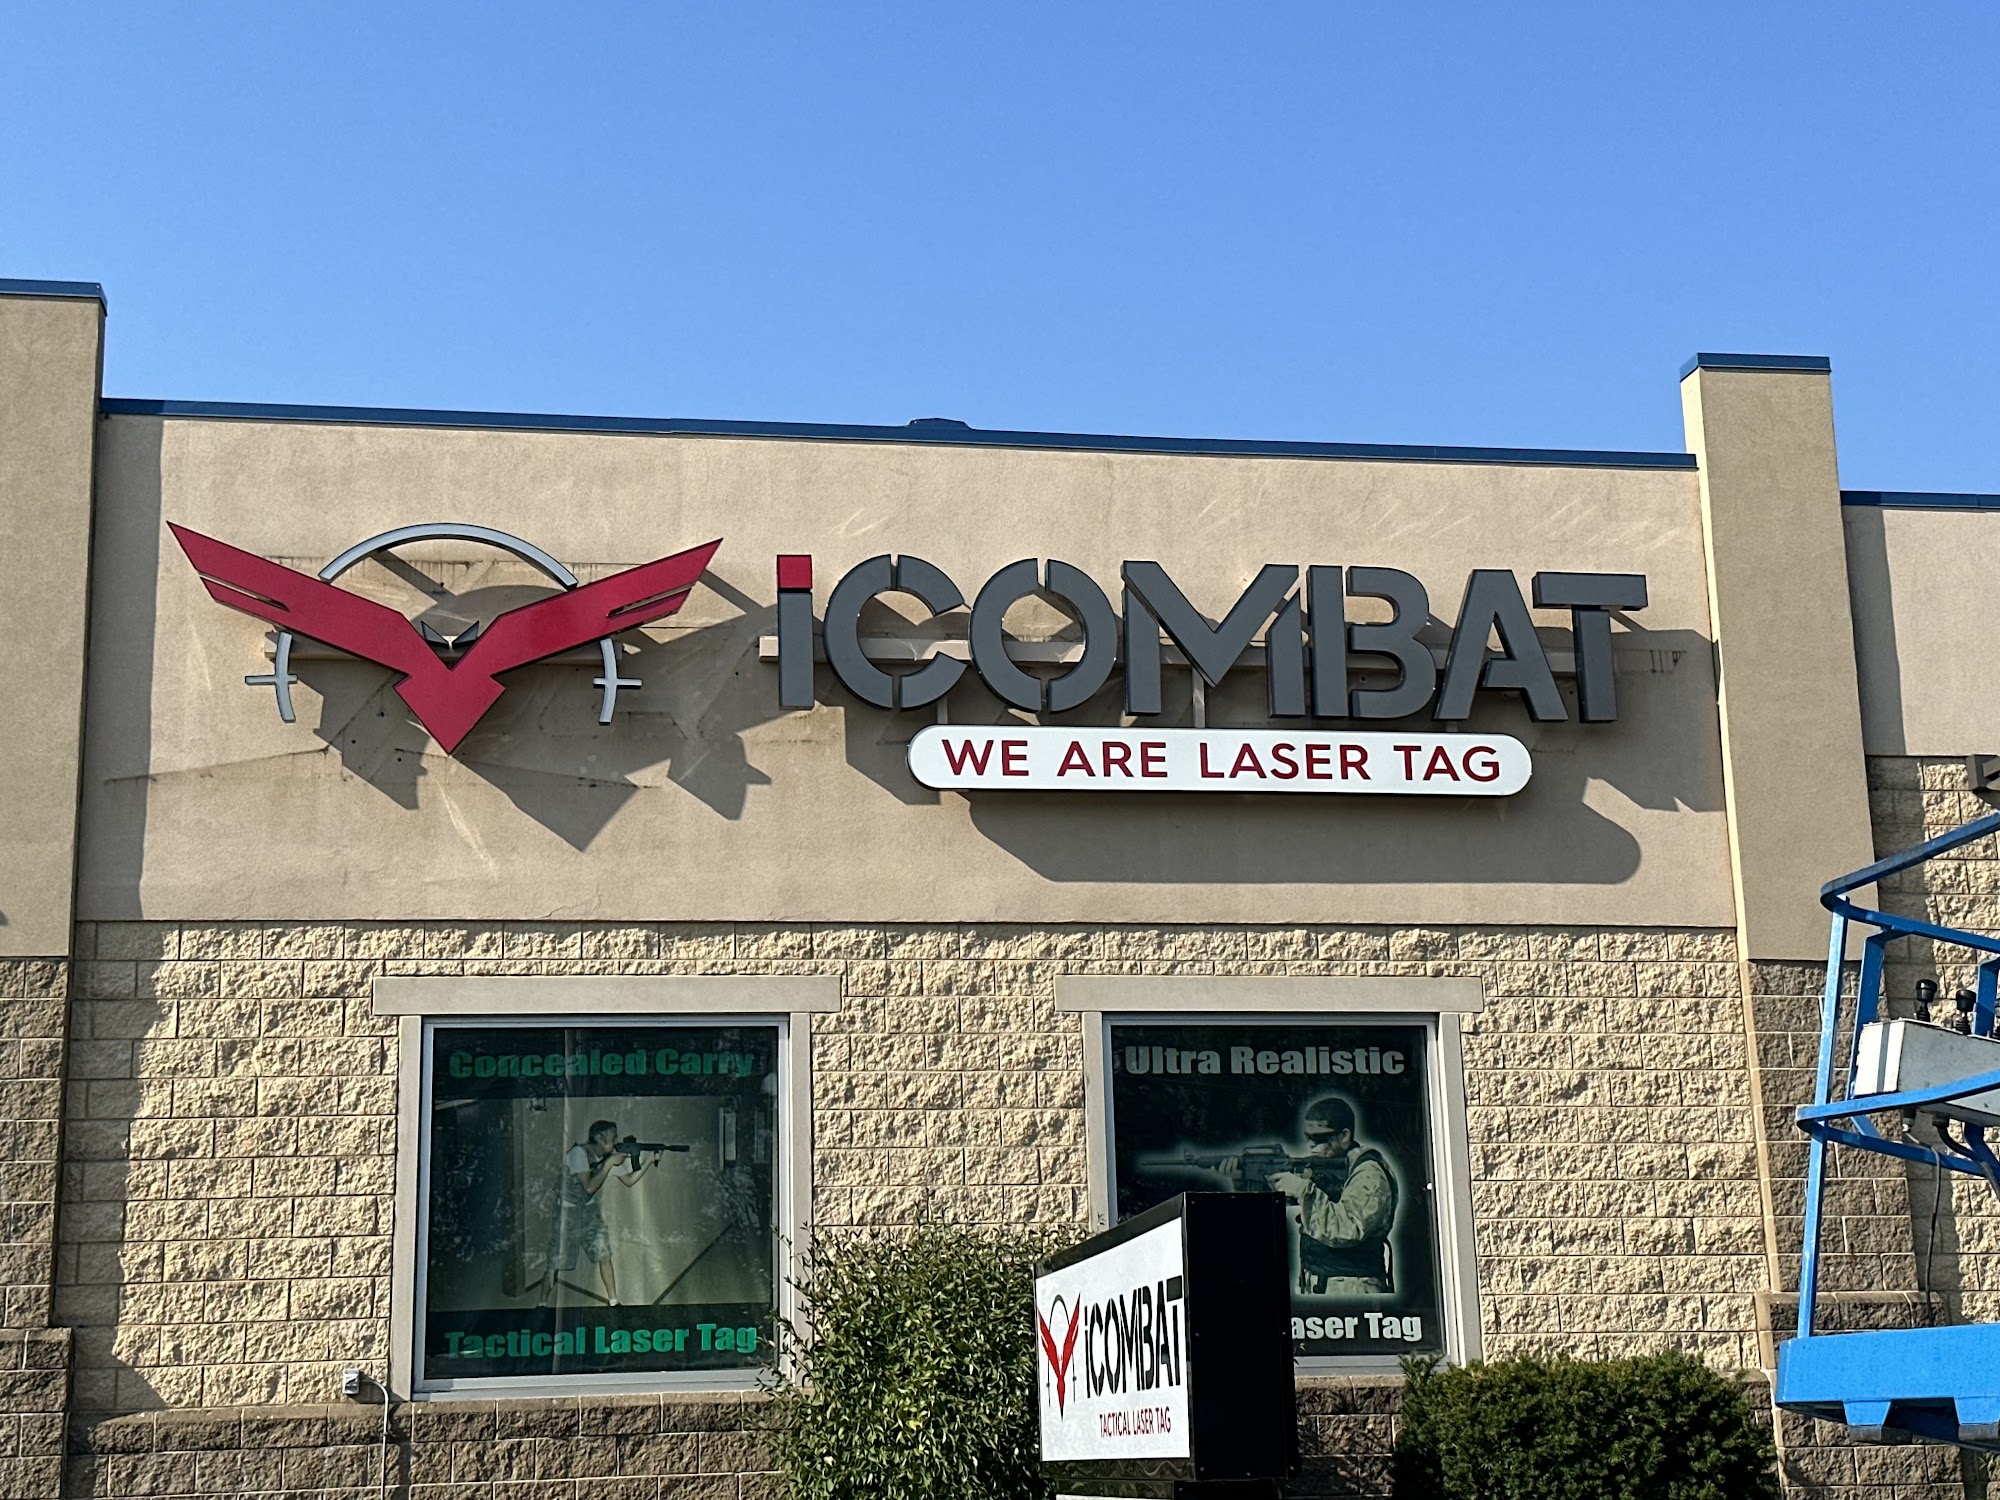 iCOMBAT
WE ARE LASER TAG
Concealed Carry
Tactical Laser Tag
Ultra Realistic
aser Tag
iCOMBAT
TACTICAL LASER TAG